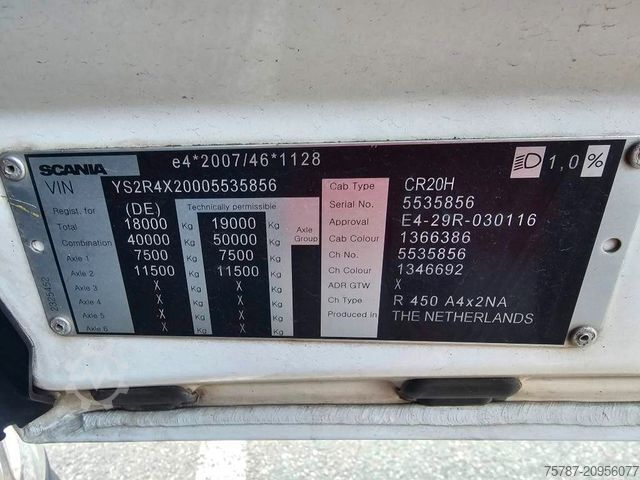 SCANIA e4*2007/46*1128 1,0%
VIN YS2R4X20005535856 Cab Type CR20H
Regist. for (DE) Technically permissible Serial No. 5535856
Total 18000 Kg 19000 Kg Axle Group Approval E4-29R-030116
Combination 40000 Kg 50000 Kg Cab Colour 1366386
Axle 1 7500 Kg 7500 Kg Ch No. 5535856
Axle 2 11500 Kg 11500 Kg Ch Colour 1346692
Axle 3 X Kg X Kg ADR GTW X
Axle 4 X Kg X Kg Ch Type R 450 A4x2NA
Axle 5 X Kg X Kg Produced in THE NETHERLANDS
Axle 6 X Kg X Kg
2325452
75787-20956077